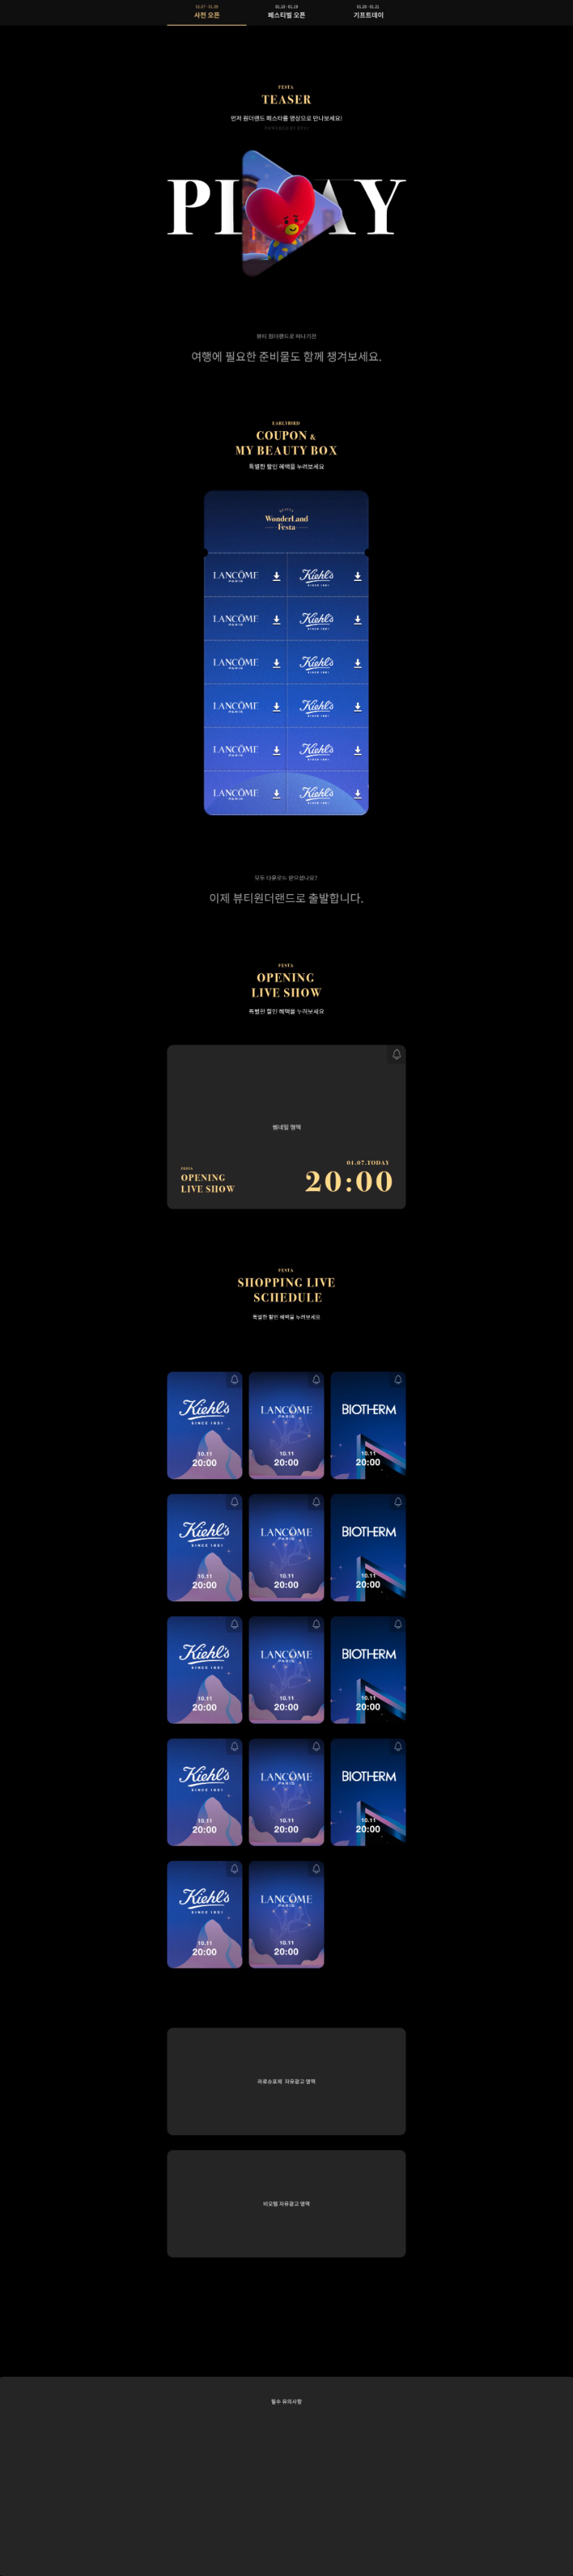 사전 오픈
01.10 - 01.19
페스티벌 오픈
01.20 - 01.21
기프트데이
FESTA
TEASER
먼저 원더랜드 페스타를 영상으로 만나보세요!
PLAY
뷰티 원더랜드로 떠나기전
여행에 필요한 준비물도 함께 챙겨보세요.
EARLYBIRD
COUPON &
MY BEAUTY BOX
특별한 할인 혜택을 누려보세요
BEAUTY
WonderLand
Festa
LANCÔME
PARIS
Kiehl's
SINCE 1851
LANCÔME
PARIS
Kiehl's
SINCE 1851
LANCÔME
PARIS
Kiehl's
SINCE 1851
LANCÔME
PARIS
Kiehl's
SINCE 1851
LANCÔME
PARIS
Kiehl's
SINCE 1851
LANCÔME
PARIS
Kiehl's
SINCE 1851
모두 다운로드 받으셨나요?
이제 뷰티원더랜드로 출발합니다.
FESTA
OPENING
LIVE SHOW
특별한 할인 혜택을 누려보세요
썸네일 영역
FESTA
OPENING
LIVE SHOW
01.07.TODAY
20:00
FESTA
SHOPPING LIVE
SCHEDULE
특별한 할인 혜택을 누려보세요
Kiehl's
SINCE 1851
10.11
20:00
LANCÔME
PARIS
10.11
20:00
BIOTHERM
10.11
20:00
Kiehl's
SINCE 1851
10.11
20:00
LANCÔME
PARIS
10.11
20:00
BIOTHERM
10.11
20:00
Kiehl's
SINCE 1851
10.11
20:00
LANCÔME
PARIS
10.11
20:00
BIOTHERM
10.11
20:00
Kiehl's
SINCE 1851
10.11
20:00
LANCÔME
PARIS
10.11
20:00
BIOTHERM
10.11
20:00
Kiehl's
SINCE 1851
10.11
20:00
LANCÔME
PARIS
10.11
20:00
라로슈포제 자유광고 영역
비오템 자유광고 영역
필수 유의사항